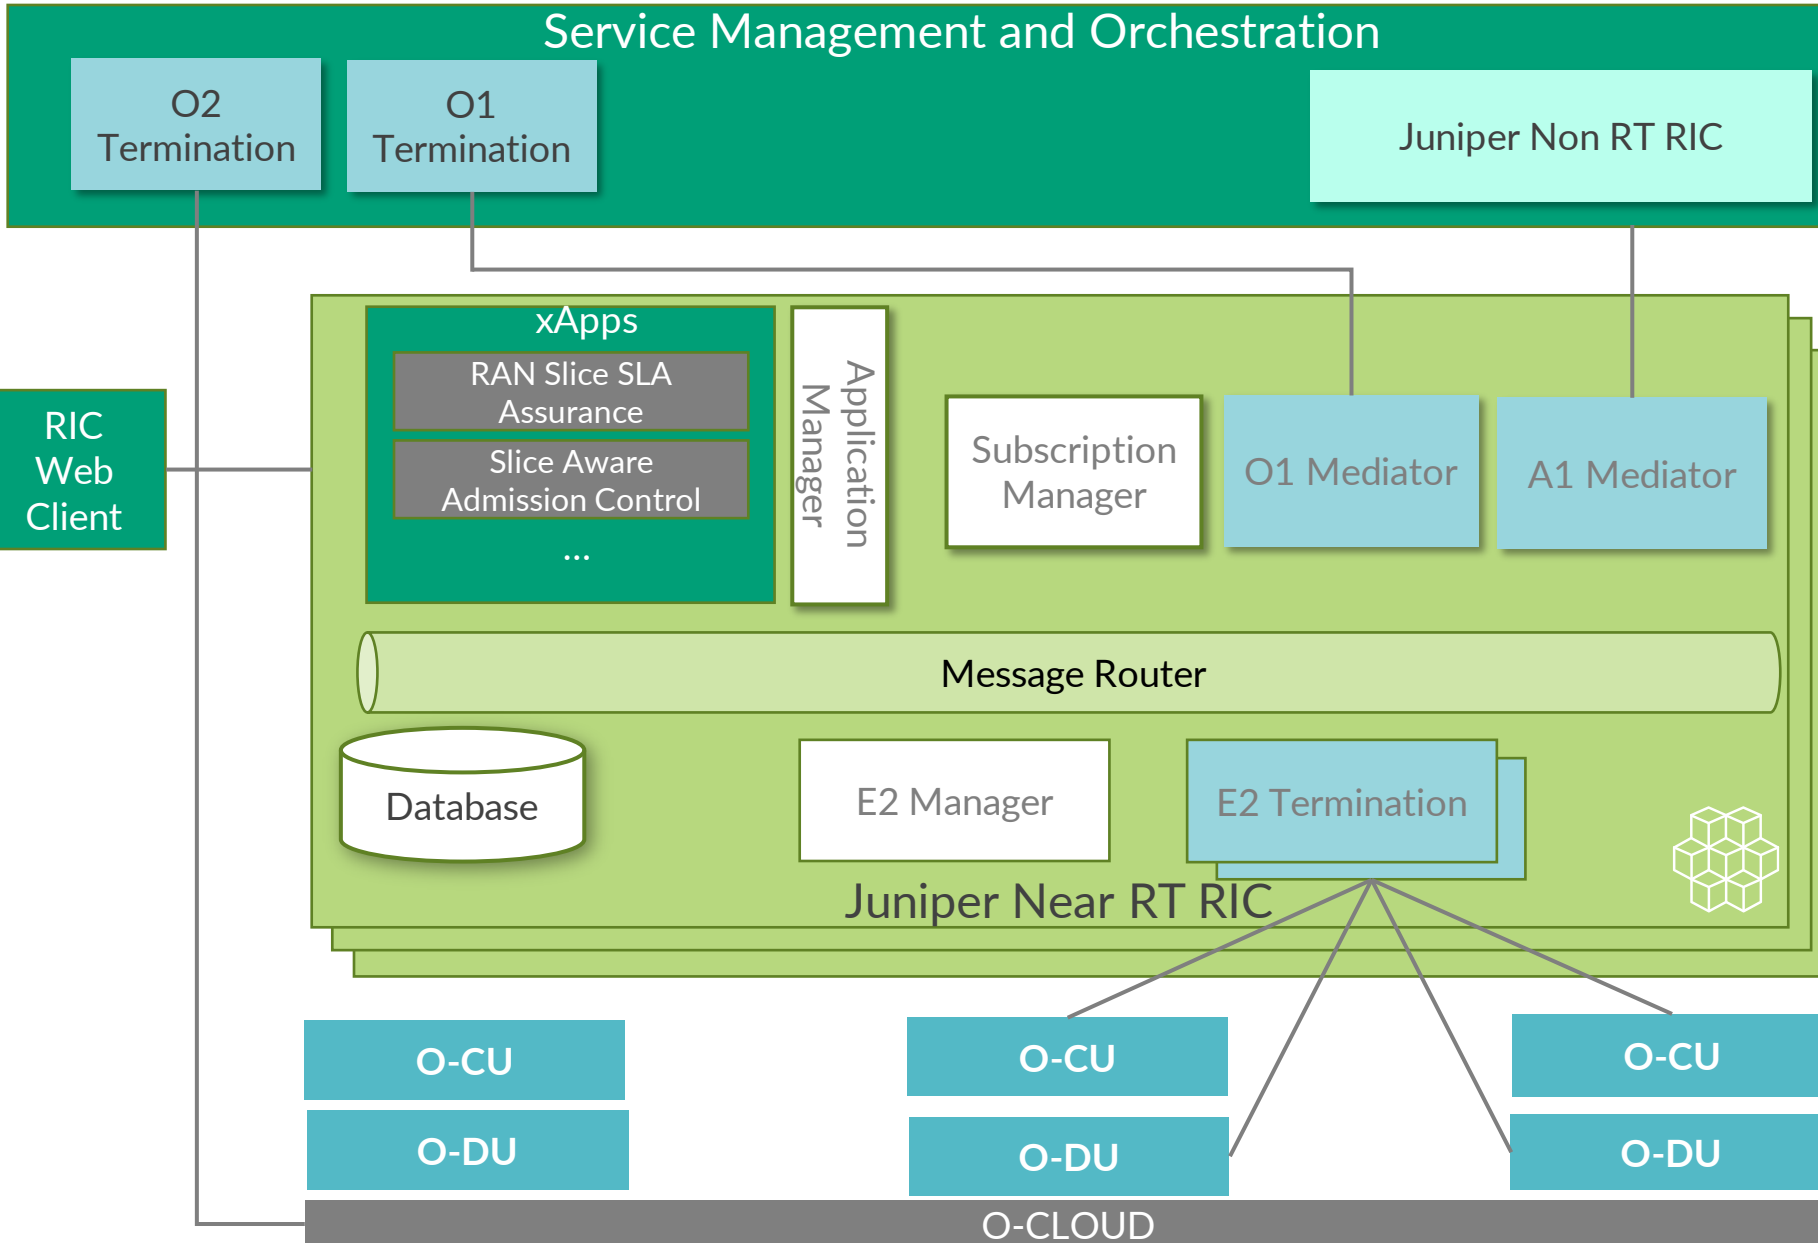 Service Management and Orchestration
O2
Termination
O1
Termination
Juniper Non RT RIC
RIC
Web
Client
xApps
RAN Slice SLA
Assurance
Slice Aware
Admission Control
...
Application
Manager
Subscription
Manager
O1 Mediator
A1 Mediator
Message Router
Database
E2 Manager
E2 Termination
Juniper Near RT RIC
O-CU
O-CU
O-CU
O-DU
O-DU
O-DU
O-CLOUD